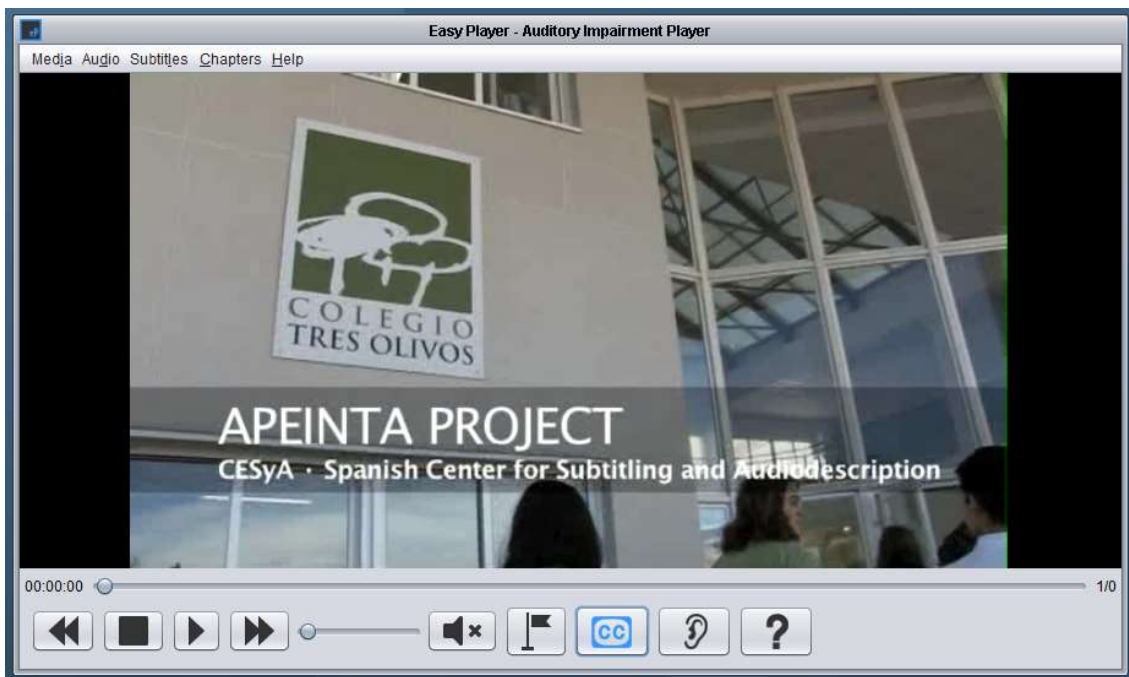 Easy Player - Auditory Impairment Player
Media Audio Subtitles Chapters Help
COLEGIO
TRES OLIVOS
APEINTA PROJECT
CESyA · Spanish Center for Subtitling and Audiodescription
00:00:00
1/0
CC
?